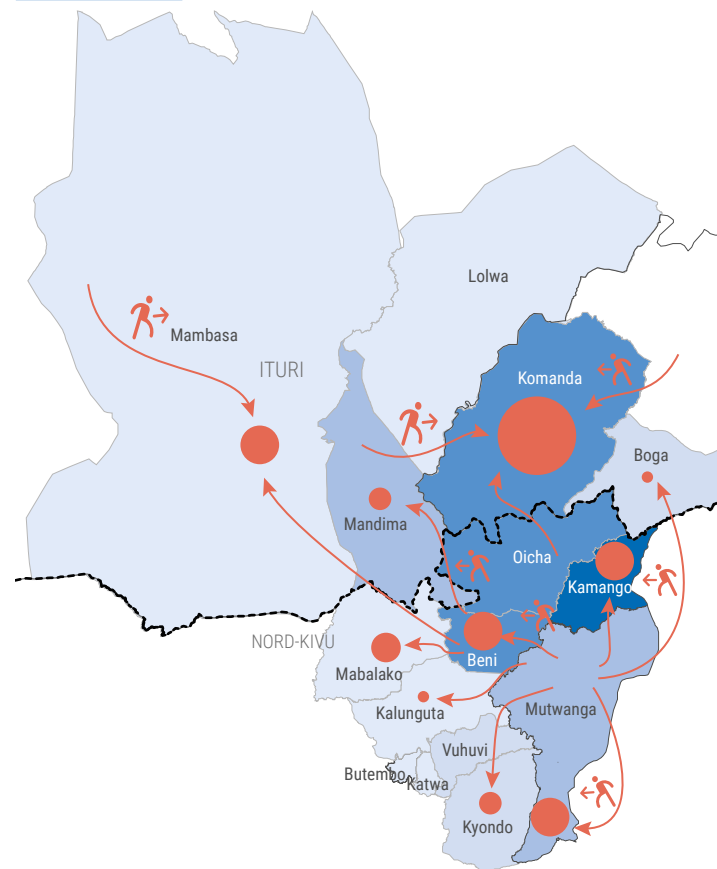 Lolwa
Mambasa
ITURI
Komanda
Boga
Mandima
Oicha
Kamango
NORD-KIVU
Beni
Mabalako
Mutwanga
Kalunguta
Vuhuvi
Butembo
Katwa
Kyondo